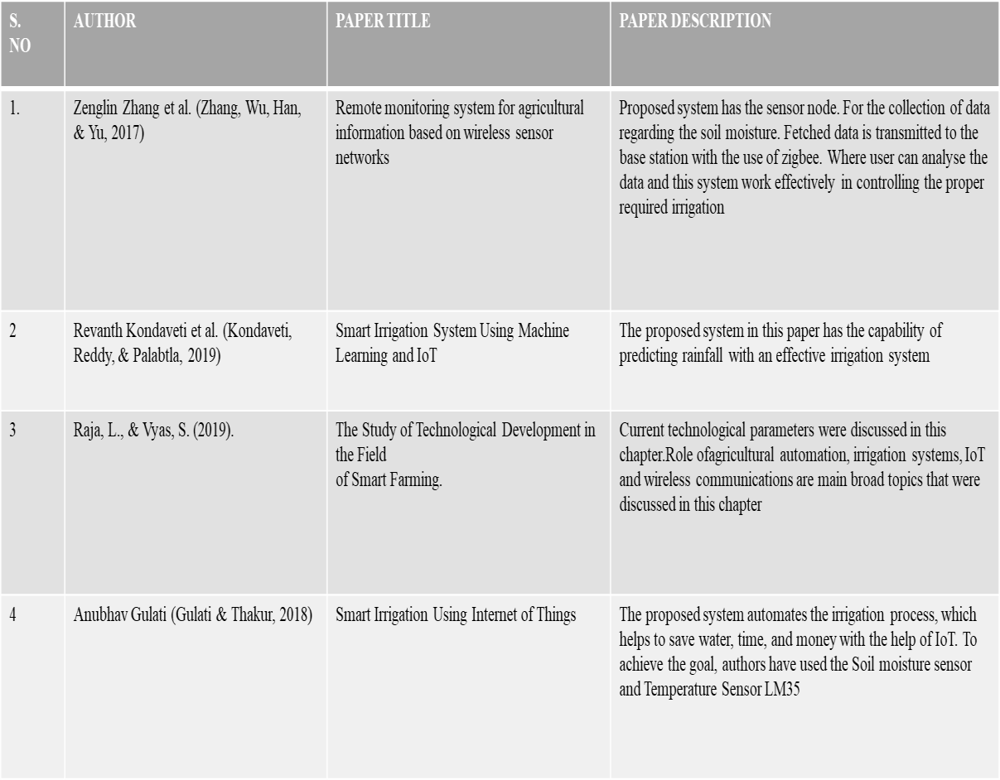 S.
NO
AUTHOR
PAPER TITLE
PAPER DESCRIPTION
1.
Zenglin Zhang et al. (Zhang, Wu, Han,
& Yu, 2017)
Remote monitoring system for agricultural
information based on wireless sensor
networks
Proposed system has the sensor node. For the collection of data
regarding the soil moisture. Fetched data is transmitted to the
base station with the use of zigbee. Where user can analyse the
data and this system work effectively in controlling the proper
required irrigation
2
Revanth Kondaveti et al. (Kondaveti,
Reddy, & Palabtla, 2019)
Smart Irrigation System Using Machine
Learning and IoT
The proposed system in this paper has the capability of
predicting rainfall with an effective irrigation system
3
Raja, L., & Vyas, S. (2019).
The Study of Technological Development in
the Field
of Smart Farming.
Current technological parameters were discussed in this
chapter.Role ofagricultural automation, irrigation systems, IoT
and wireless communications are main broad topics that were
discussed in this chapter
4
Anubhav Gulati (Gulati & Thakur, 2018)
Smart Irrigation Using Internet of Things
The proposed system automates the irrigation process, which
helps to save water, time, and money with the help of IoT. To
achieve the goal, authors have used the Soil moisture sensor
and Temperature Sensor LM35